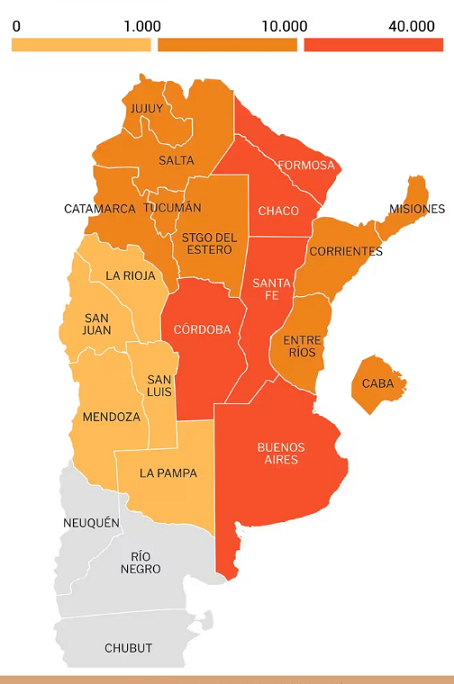 0 1.000 10.000 40.000
JUJUY
SALTA
FORMOSA
CATAMARCA
TUCUMÁN
CHACO
MISIONES
STGO DEL
ESTERO
CORRIENTES
LA RIOJA
SANTA
FE
SAN
JUAN
CÓRDOBA
ENTRE
RÍOS
SAN
LUIS
CABA
MENDOZA
BUENOS
AIRES
LA PAMPA
NEUQUÉN
RÍO
NEGRO
CHUBUT